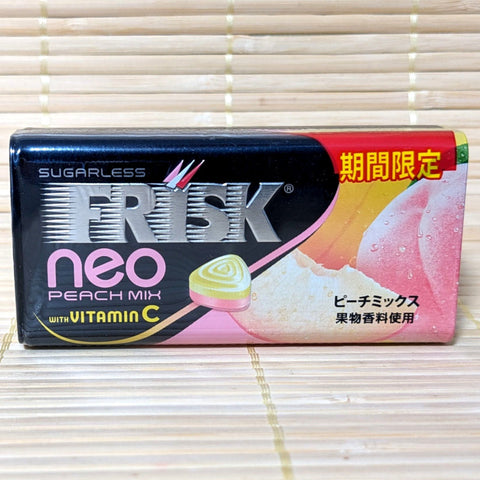 SUGARLESS
FRISK®
neo
PEACH MIX
WITH VITAMIN C
期間限定
ピーチミックス
果物香料使用